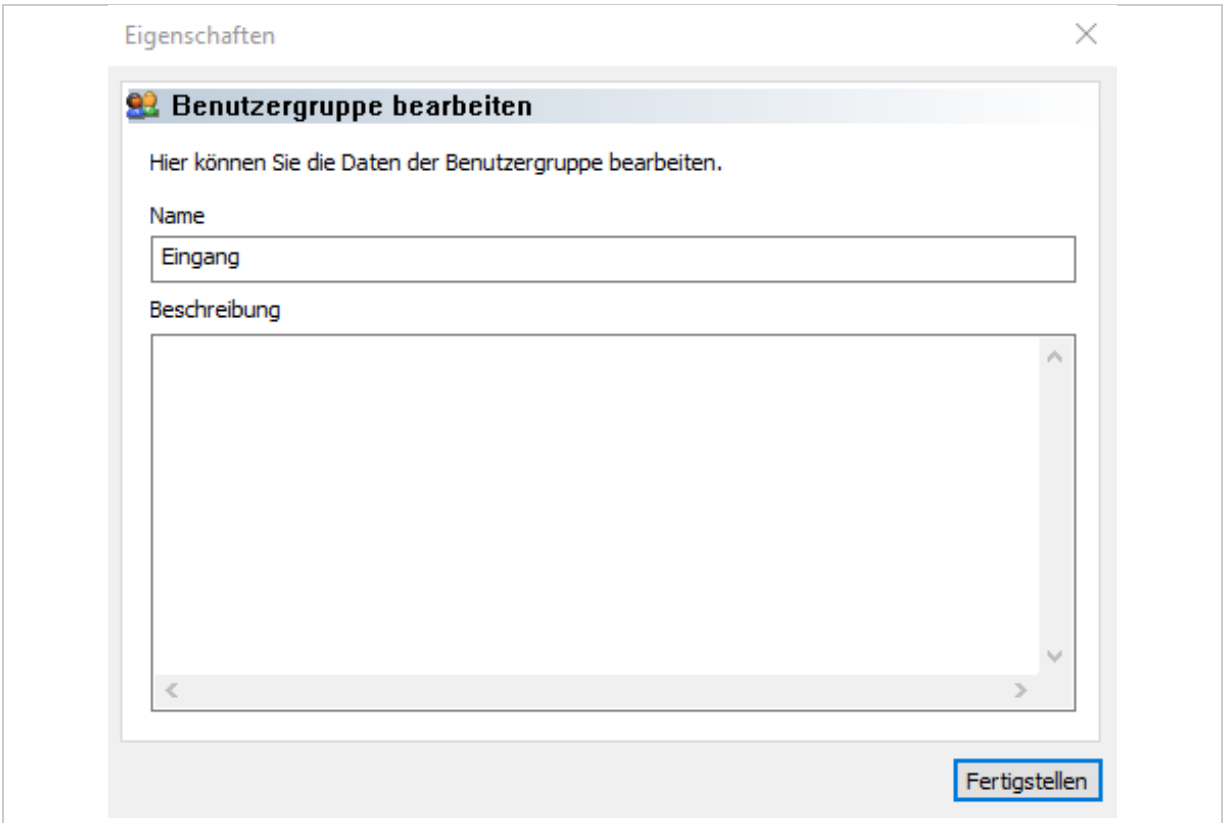 Eigenschaften
Benutzergruppe bearbeiten
Hier können Sie die Daten der Benutzergruppe bearbeiten.
Name
Eingang
Beschreibung
Fertigstellen